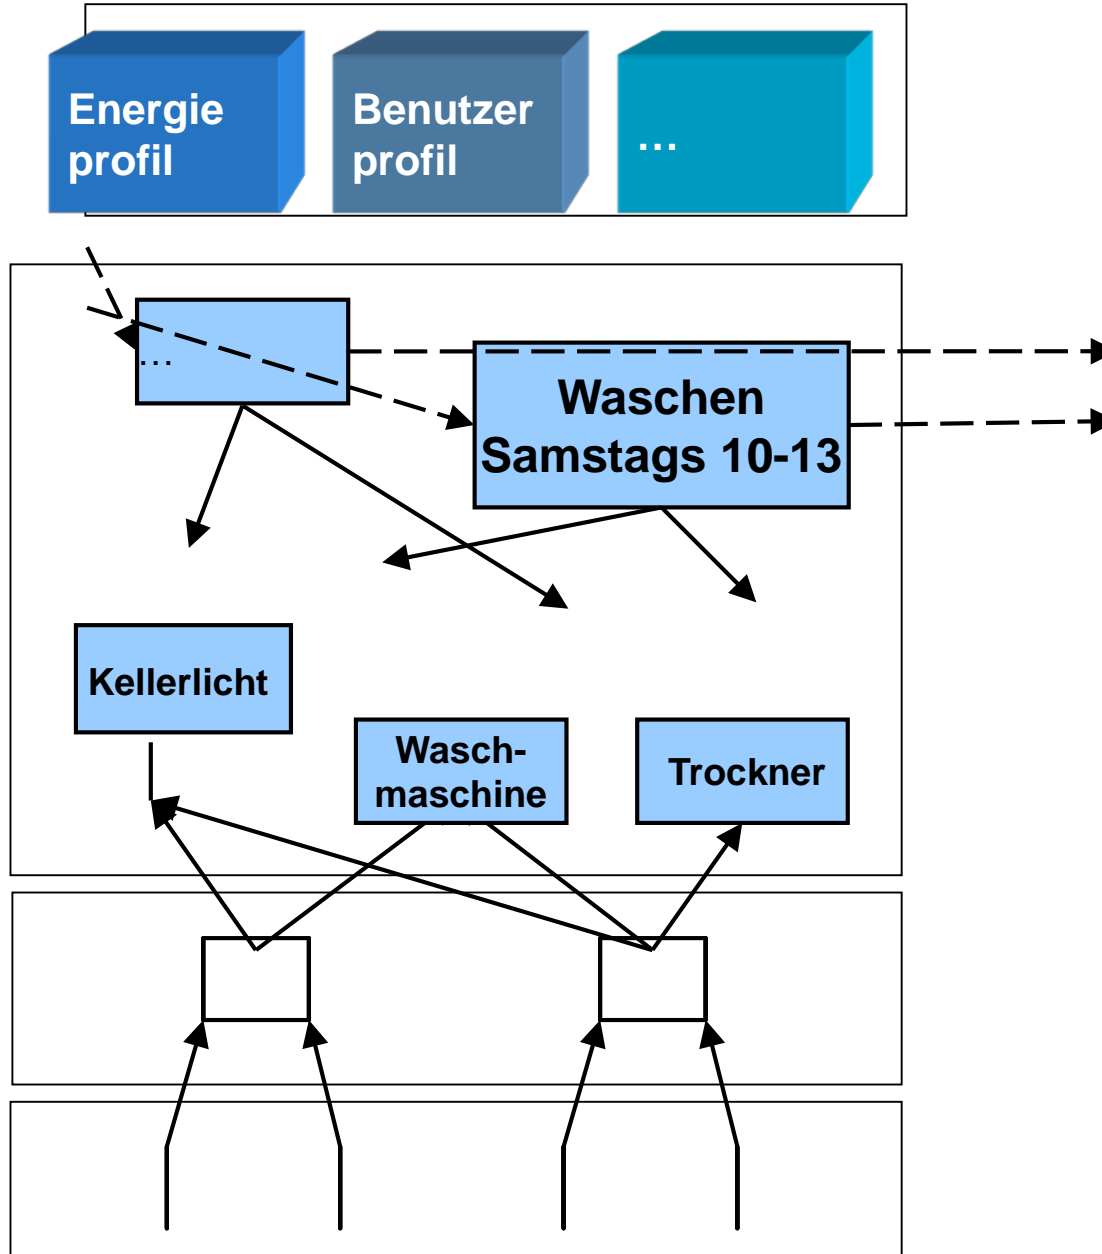 Energie
profil
Benutzer
profil
...
...
Waschen
Samstags 10-13
Kellerlicht
Wasch-
maschine
Trockner